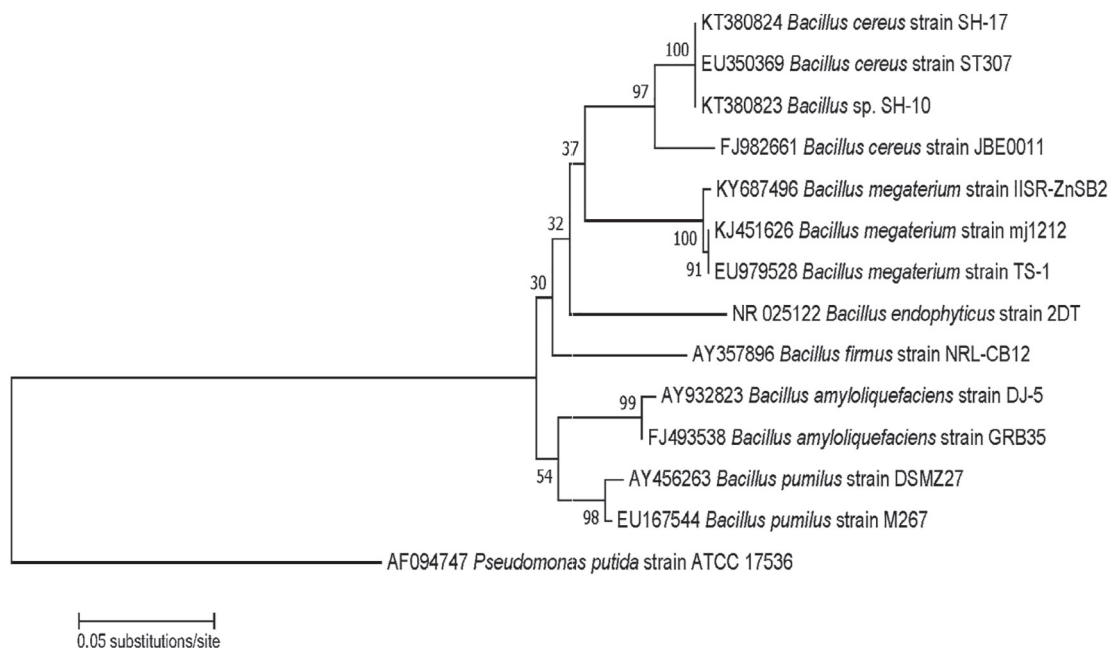 KT380824 Bacillus cereus strain SH-17
100
EU350369 Bacillus cereus strain ST307
97
KT380823 Bacillus sp. SH-10
37
FJ982661 Bacillus cereus strain JBE0011
KY687496 Bacillus megaterium strain IISR-ZnSB2
32
KJ451626 Bacillus megaterium strain mj1212
100
91
EU979528 Bacillus megaterium strain TS-1
30
NR 025122 Bacillus endophyticus strain 2DT
AY357896 Bacillus firmus strain NRL-CB12
99
AY932823 Bacillus amyloliquefaciens strain DJ-5
FJ493538 Bacillus amyloliquefaciens strain GRB35
54
AY456263 Bacillus pumilus strain DSMZ27
98
EU167544 Bacillus pumilus strain M267
AF094747 Pseudomonas putida strain ATCC 17536
0.05 substitutions/site